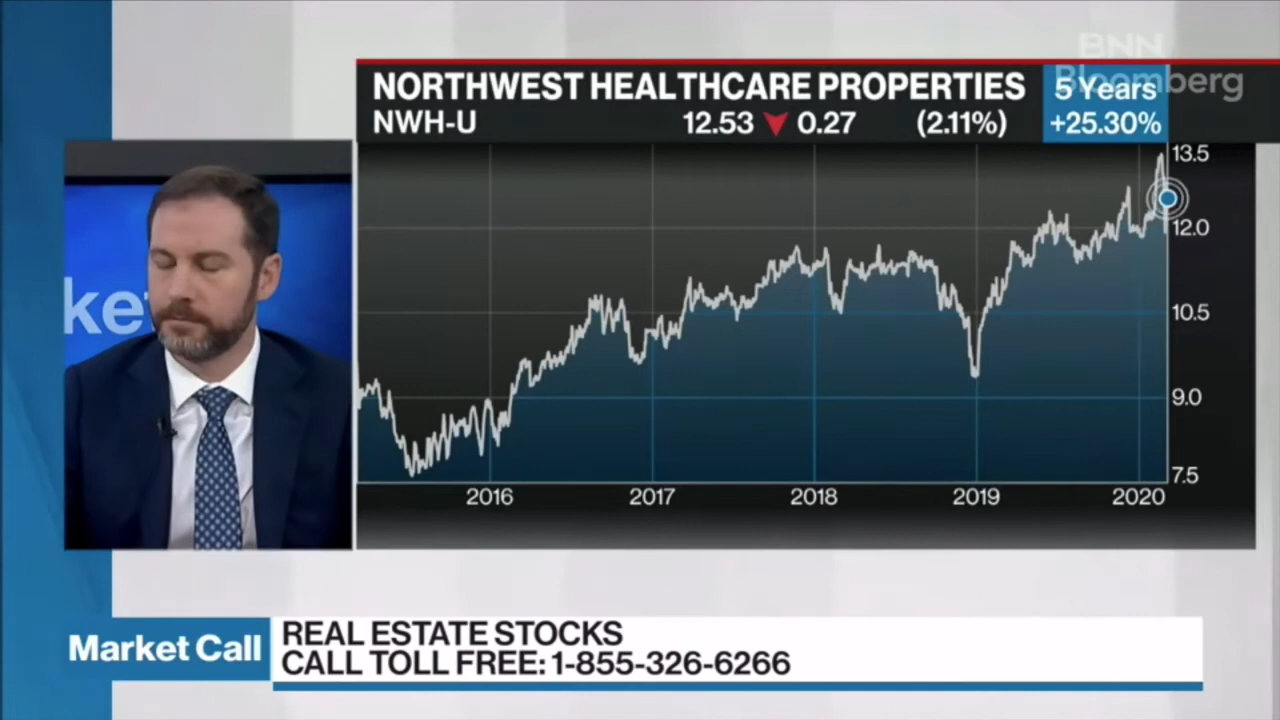 BNN
Bloomberg
NORTHWEST HEALTHCARE PROPERTIES
5 Years
NWH-U 12.53 0.27 (2.11%)
+25.30%
13.5
12.0
10.5
9.0
7.5
2016 2017 2018 2019 2020
ket
Market Call
REAL ESTATE STOCKS
CALL TOLL FREE: 1-855-326-6266